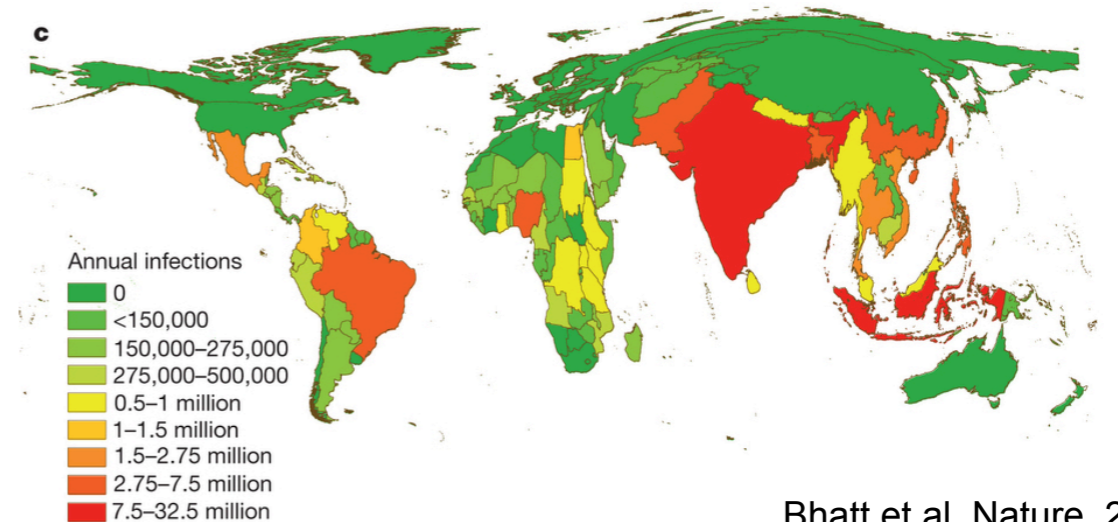 c
Annual infections
0
<150,000
150,000–275,000
275,000–500,000
0.5–1 million
1–1.5 million
1.5–2.75 million
2.75–7.5 million
7.5–32.5 million
Bhatt et al. Nature, 2